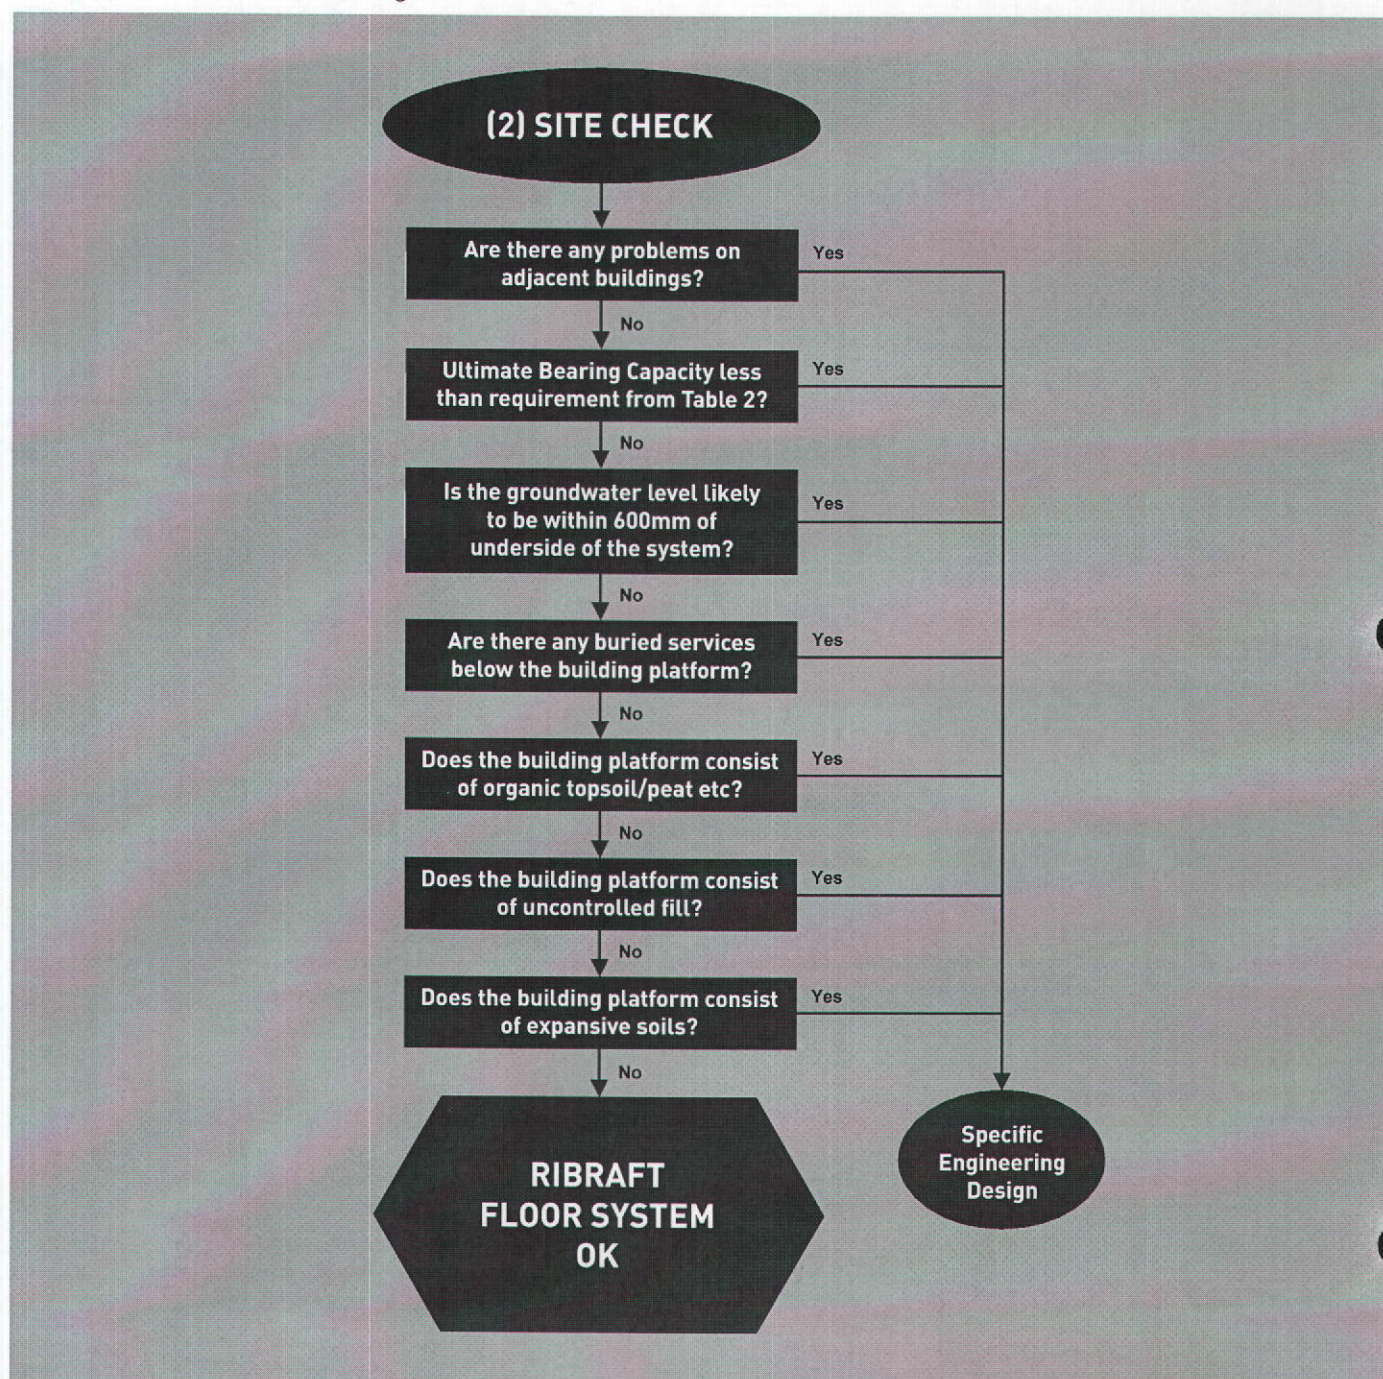 (2) SITE CHECK
Are there any problems on
adjacent buildings?
Yes
No
Ultimate Bearing Capacity less
than requirement from Table 2?
Yes
No
Is the groundwater level likely
to be within 600mm of
underside of the system?
Yes
No
Are there any buried services
below the building platform?
Yes
No
Does the building platform consist
of organic topsoil/peat etc?
Yes
No
Does the building platform consist
of uncontrolled fill?
Yes
No
Does the building platform consist
of expansive soils?
Yes
No
RIBRAFT
FLOOR SYSTEM
OK
Specific
Engineering
Design